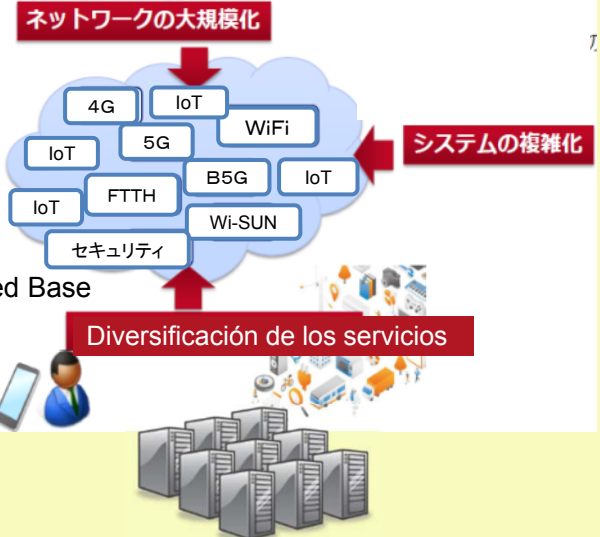 ネットワークの大規模化
4G
IoT
WiFi
5G
IoT
システムの複雑化
B5G
IoT
FTTH
IoT
Wi-SUN
セキュリティ
ed Base
Diversificación de los servicios